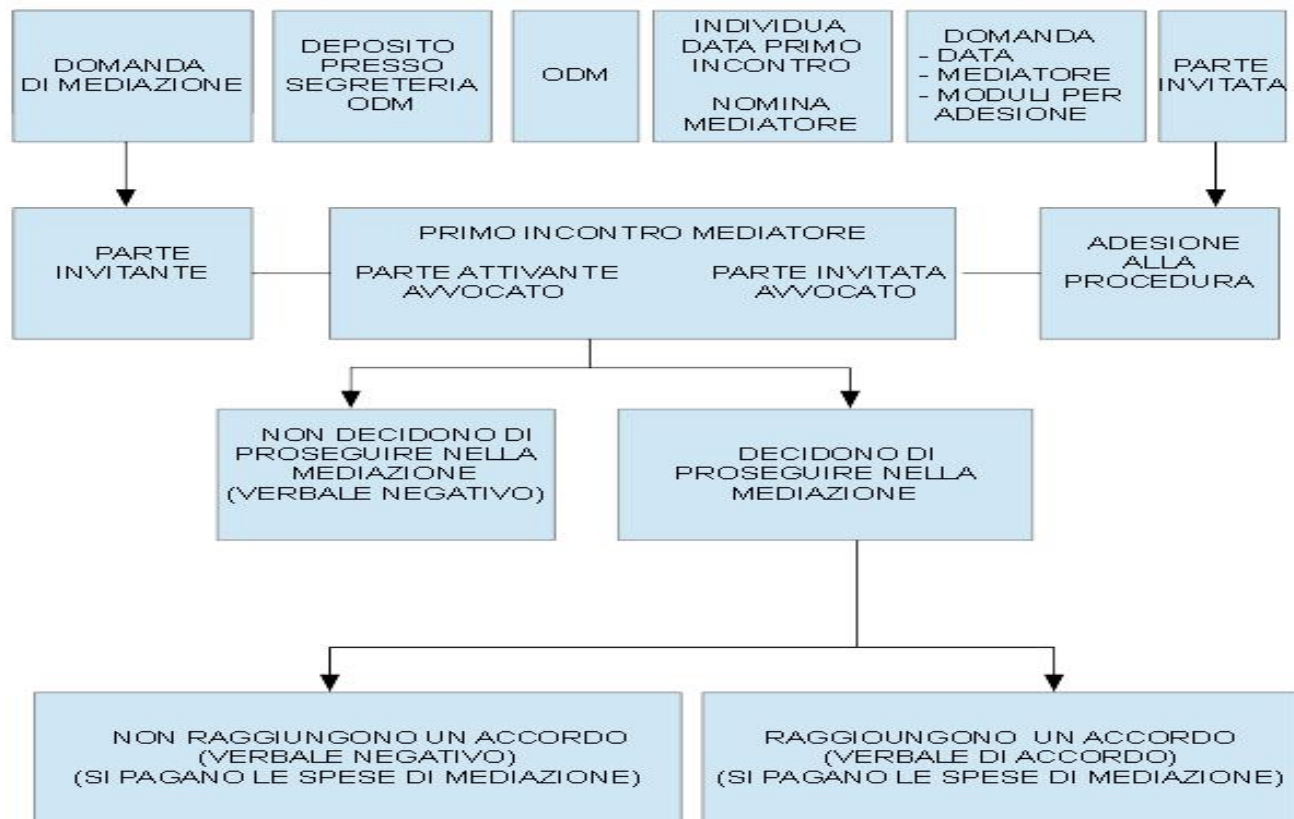 DOMANDA
DI MEDIAZIONE
DEPOSITO
PRESSO
SEGRETERIA
ODM
ODM
INDIVIDUA
DATA PRIMO
INCONTRO
NOMINA
MEDIATORE
DOMANDA
- DATA
- MEDIATORE
- MODULI PER
ADESIONE
PARTE
INVITATA
PARTE
INVITANTE
PRIMO INCONTRO MEDIATORE
PARTE ATTIVANTE
AVVOCATO
PARTE INVITATA
AVVOCATO
ADESIONE
ALLA
PROCEDURA
NON DECIDONO DI
PROSEGUIRE NELLA
MEDIAZIONE
(VERBALE NEGATIVO)
DECIDONO DI
PROSEGUIRE NELLA
MEDIAZIONE
NON RAGGIUNGONO UN ACCORDO
(VERBALE NEGATIVO)
(SI PAGANO LE SPESE DI MEDIAZIONE)
RAGGIOUNGONO UN ACCORDO
(VERBALE DI ACCORDO)
(SI PAGANO LE SPESE DI MEDIAZIONE)